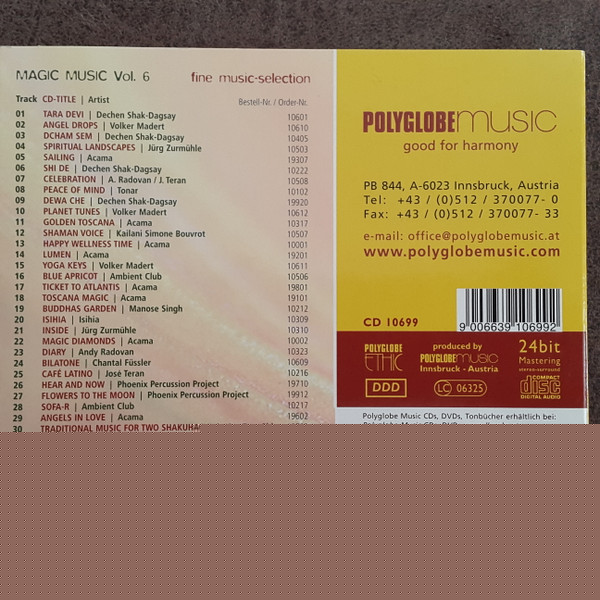 MAGIC MUSIC Vol. 6 fine music-selection
Track CD-TITLE | Artist Bestell-Nr. / Order-Nr.
01 TARA DEVI | Dechen Shak-Dagsay 10601
02 ANGEL DROPS | Volker Madert 10610
03 DCHAM SEM | Dechen Shak-Dagsay 10405
04 SPIRITUAL LANDSCAPES | Jürg Zurmühle 10503
05 SAILING | Acama 19307
06 SHI DE | Dechen Shak-Dagsay 10222
07 CELEBRATION | A. Radovan / J. Teran 10508
08 PEACE OF MIND | Tonar 10102
09 DEWA CHE | Dechen Shak-Dagsay 19920
10 PLANET TUNES | Volker Madert 10612
11 GOLDEN TOSCANA | Acama 10317
12 SHAMAN VOICE | Kailani Simone Bouvrot 10507
13 HAPPY WELLNESS TIME | Acama 10001
14 LUMEN | Acama 19201
15 YOGA KEYS | Volker Madert 10611
16 BLUE APRICOT | Ambient Club 10506
17 TICKET TO ATLANTIS | Acama 19801
18 TOSCANA MAGIC | Acama 19101
19 BUDDHAS GARDEN | Manose Singh 10212
20 ISIHIA | Isihia 10309
21 INSIDE | Jürg Zurmühle 10310
22 MAGIC DIAMONDS | Acama 10002
23 DIARY | Andy Radovan 10323
24 BILATONE | Chantal Füssler 10609
25 CAFÉ LATINO | José Teran 10216
26 HEAR AND NOW | Phoenix Percussion Project 19710
27 FLOWERS TO THE MOON | Phoenix Percussion Project 19912
28 SOFA-R | Ambient Club 10217
29 ANGELS IN LOVE | Acama 19602
30 TRADITIONAL MUSIC FOR TWO
POLYGLOBEMUSIC
good for harmony
PB 844, A-6023 Innsbruck, Austria
Tel: +43 / (0)512 / 370077- 0
Fax: +43 / (0)512 / 370077- 33
e-mail: office@polyglobemusic.at
www.polyglobemusic.com
CD 10699
9 006639 106992
POLYGLOBE ETHIC
DDD
produced by
POLYGLOBEMUSIC
Innsbruck - Austria
LC 06325
24bit
Mastering
stereo-surround
COMPACT
disc
DIGITAL AUDIO
Polyglobe Music CDs, DVDs, Tonbücher erhältlich bei: